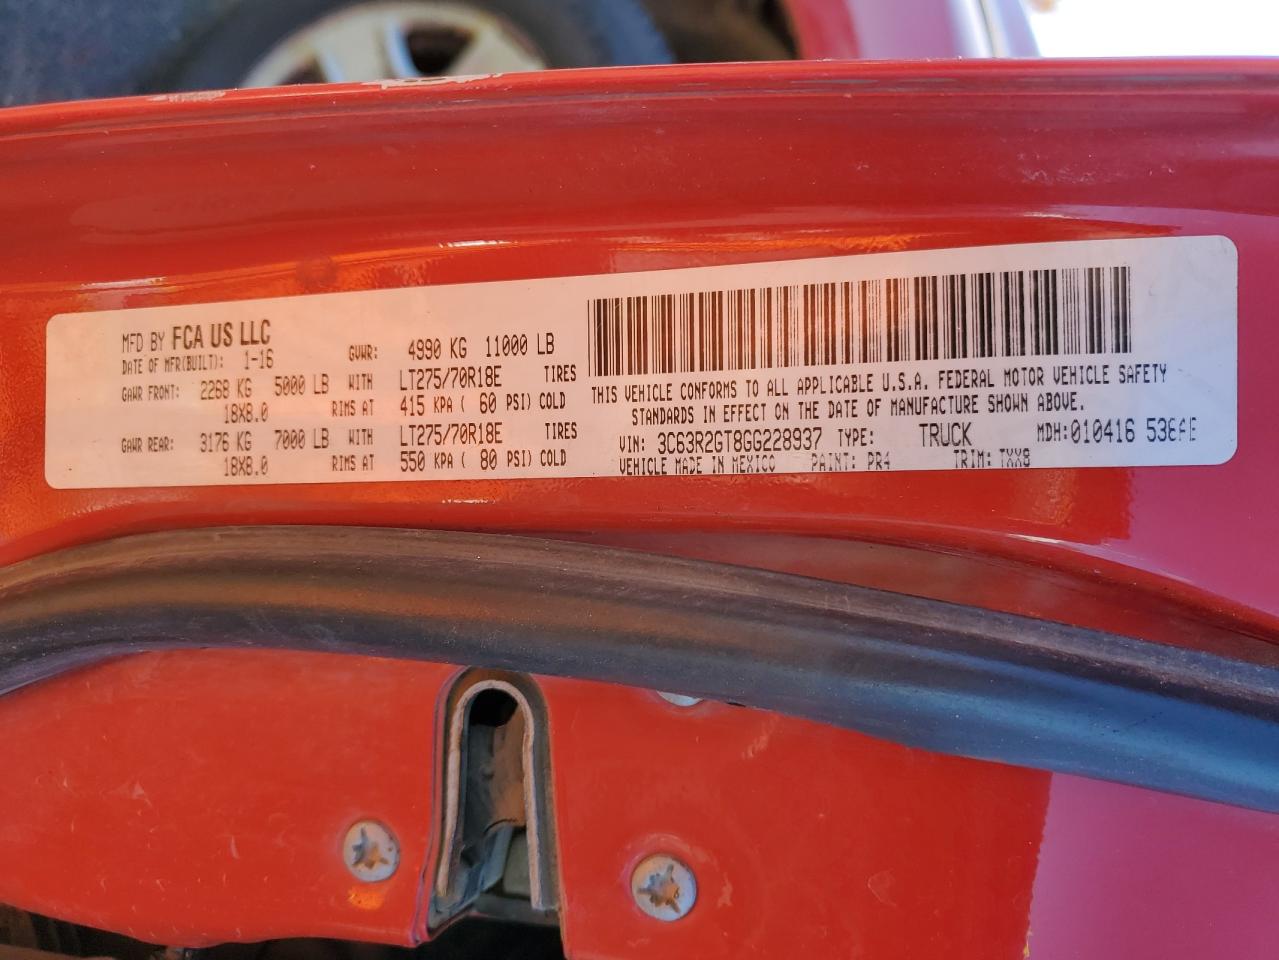 MFD BY FCA US LLC
DATE OF MFR(BUILT): 1-16 GVWR: 4990 KG 11000 LB
GAWR FRONT: 2268 KG 5000 LB WITH LT275/70R18E TIRES
18X8.0 RIMS AT 415 KPA ( 60 PSI) COLD
GAWR REAR: 3176 KG 7000 LB WITH LT275/70R18E TIRES
18X8.0 RIMS AT 550 KPA ( 80 PSI) COLD
THIS VEHICLE CONFORMS TO ALL APPLICABLE U.S.A. FEDERAL MOTOR VEHICLE SAFETY
STANDARDS IN EFFECT ON THE DATE OF MANUFACTURE SHOWN ABOVE.
VIN: 3C63R2GT8GG228937 TYPE: TRUCK MDH:010416
VEHICLE MADE IN MEXICO PAINT: PR4 TRIM: TXX8